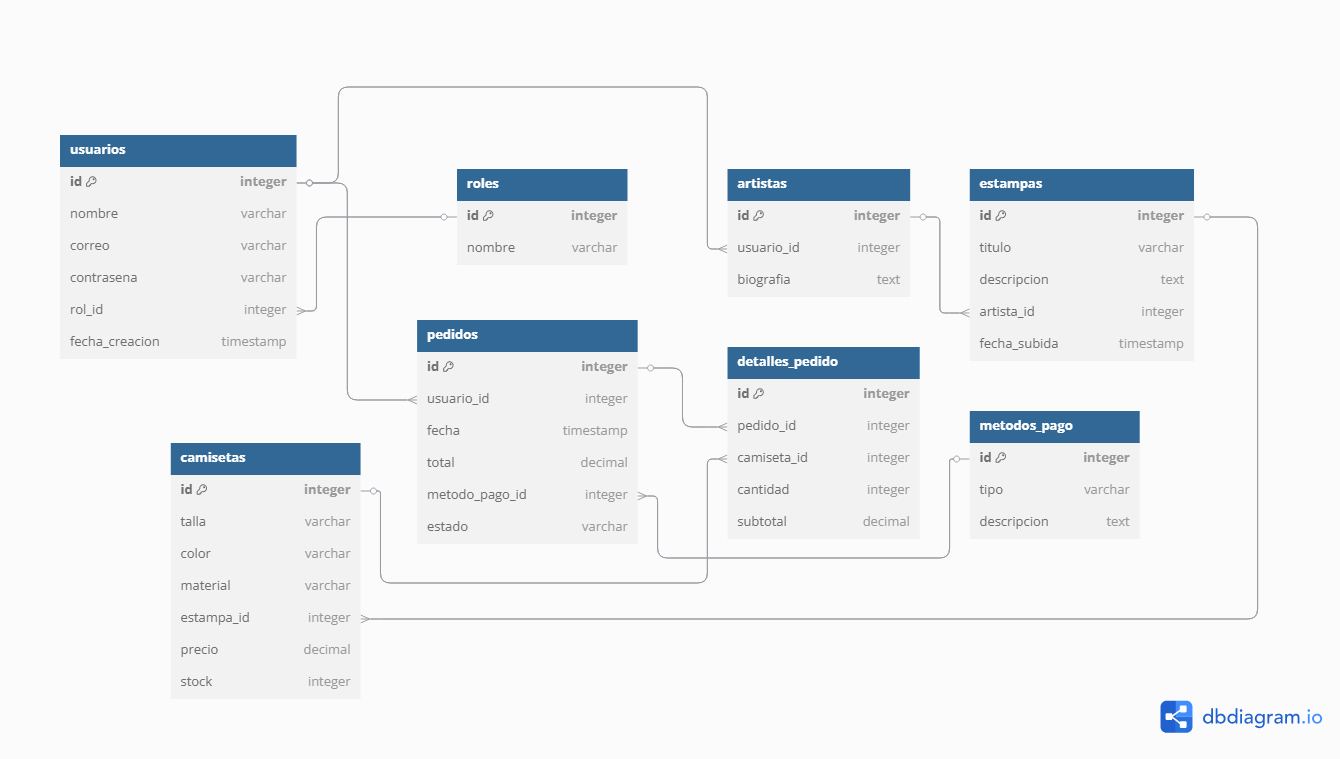 usuarios
id integer
nombre varchar
correo varchar
contrasena varchar
rol_id integer
fecha_creacion timestamp
roles
id integer
nombre varchar
artistas
id integer
usuario_id integer
biografia text
estampas
id integer
titulo varchar
descripcion text
artista_id integer
fecha_subida timestamp
pedidos
id integer
usuario_id integer
fecha timestamp
total decimal
metodo_pago_id integer
estado varchar
detalles_pedido
id integer
pedido_id integer
camiseta_id integer
cantidad integer
subtotal decimal
metodos_pago
id integer
tipo varchar
descripcion text
camisetas
id integer
talla varchar
color varchar
material varchar
estampa_id integer
precio decimal
stock integer
dbdiagram.io